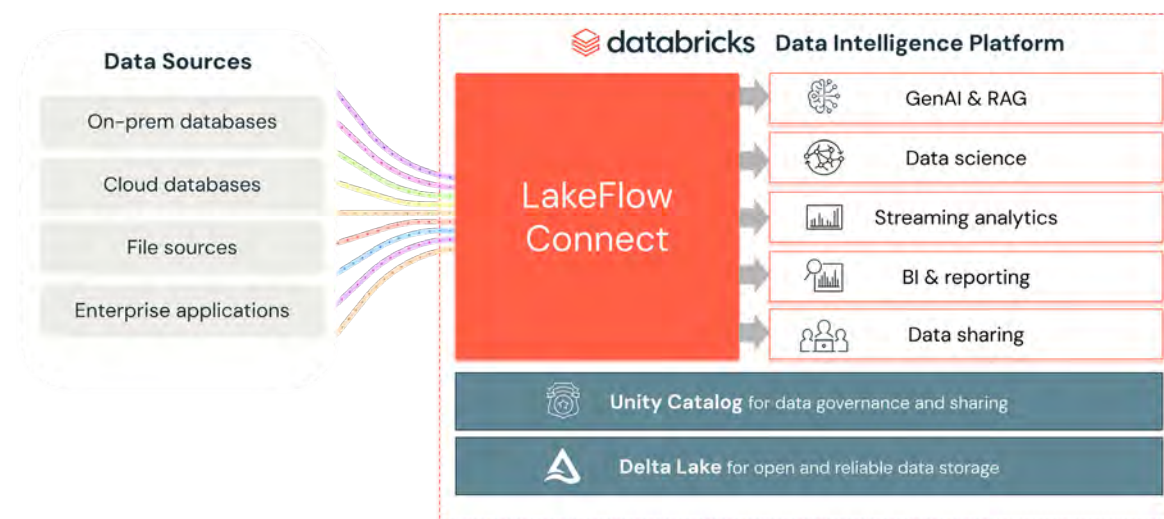 databricks Data Intelligence Platform
Data Sources
On-prem databases
Cloud databases
File sources
Enterprise applications
LakeFlow
Connect
GenAI & RAG
Data science
Streaming analytics
BI & reporting
Data sharing
Unity Catalog for data governance and sharing
Delta Lake for open and reliable data storage